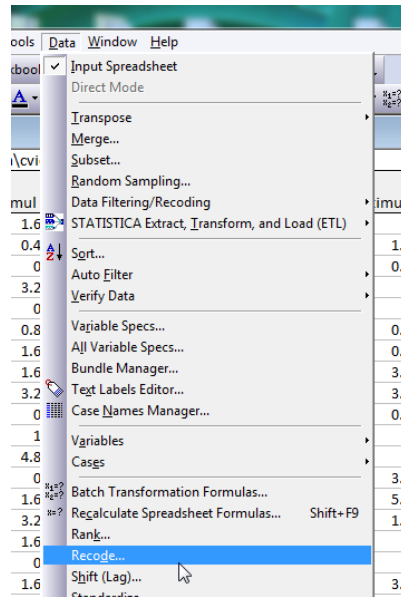 ools Data Window Help
Input Spreadsheet
Direct Mode
Transpose
Merge...
Subset...
Random Sampling...
Data Filtering/Recoding
STATISTICA Extract, Transform, and Load (ETL)
Sort...
Auto Filter
Verify Data
Variable Specs...
All Variable Specs...
Bundle Manager...
Text Labels Editor...
Case Names Manager...
Variables
Cases
Batch Transformation Formulas...
Recalculate Spreadsheet Formulas... Shift+F9
Rank...
Recode...
Shift (Lag)...
kbool
A
x1=?
x2=?
\cvi
mul
imu
1.6
0.4
0
3.2
0
0.8
1.6
1.6
3.2
0
1
4.8
0
1.6
3.2
1.6
0
1.6
1.
0.
0.
0.
3.
3.
0.
3.
5.
1.
3.